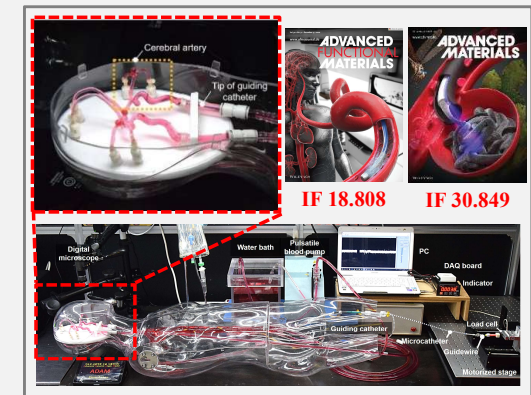 Cerebral artery
Tip of guiding
catheter
ADVANCED
FUNCTIONAL
MATERIALS
ADVANCED
MATERIALS
IF 18.808
IF 30.849
Digital
microscope
Water bath
Pulsatile
blood pump
PC
DAQ board
Indicator
Guiding catheter
Load cell
Microcatheter
Guidewire
Motorized stage
ADAM